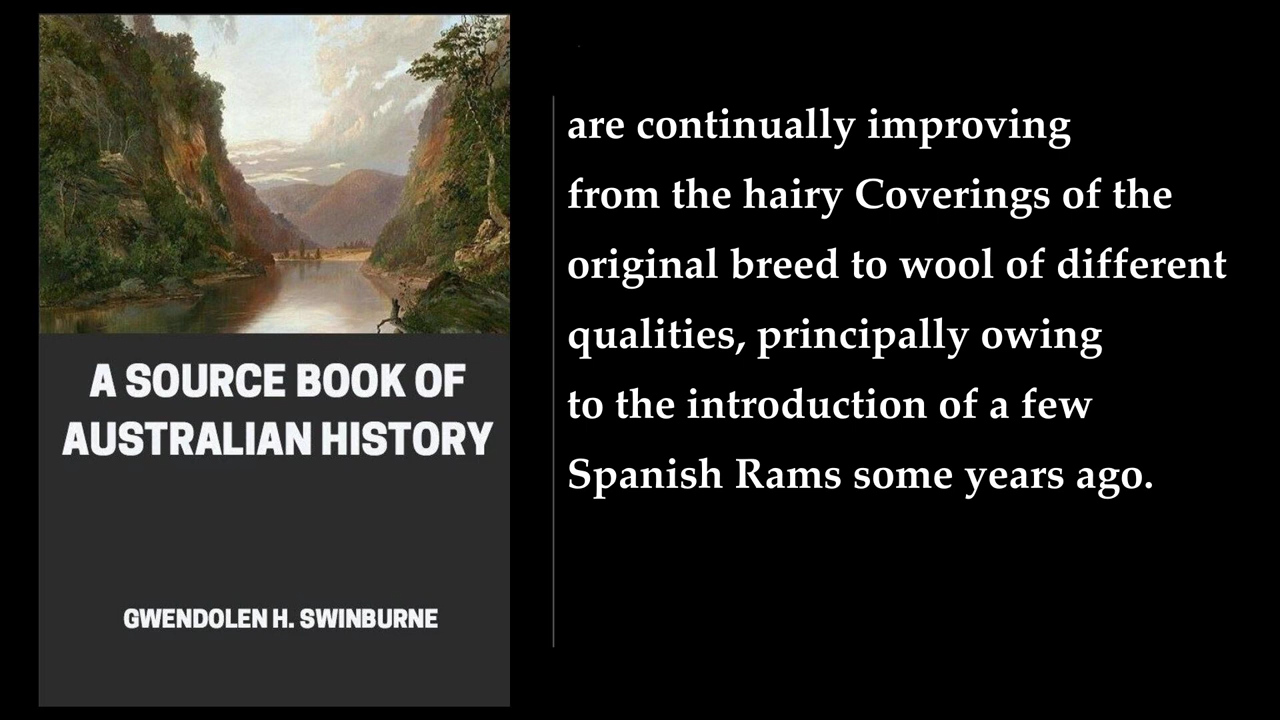 A SOURCE BOOK OF
AUSTRALIAN HISTORY
GWENDOLEN H. SWINBURNE
are continually improving
from the hairy Coverings of the
original breed to wool of different
qualities, principally owing
to the introduction of a few
Spanish Rams some years ago.